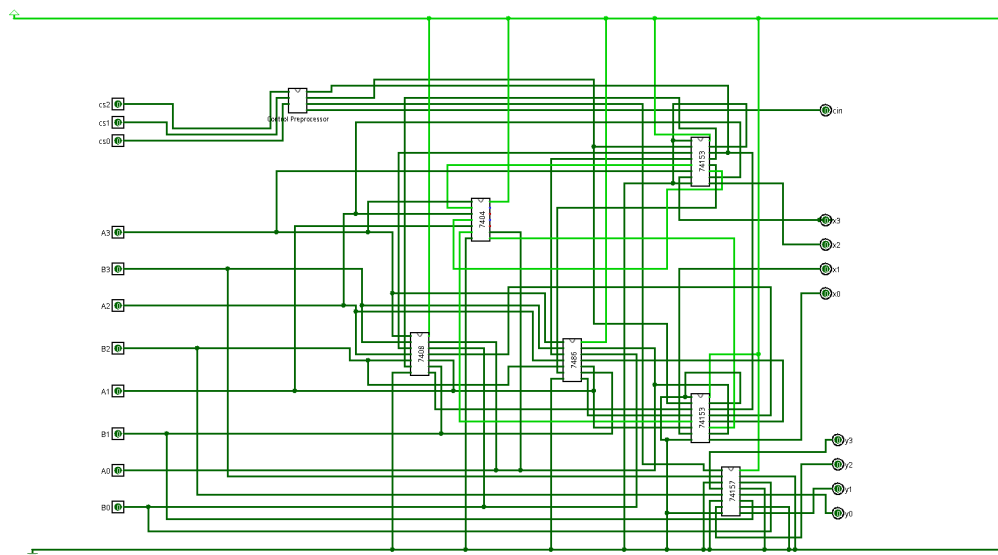 cs2
cs1
cs0
Control Preprocessor
cin
74153
7404
A3
x3
x2
B3
x1
A2
x0
B2
7408
7486
A1
74153
B1
y3
A0
y2
74157
y1
B0
y0